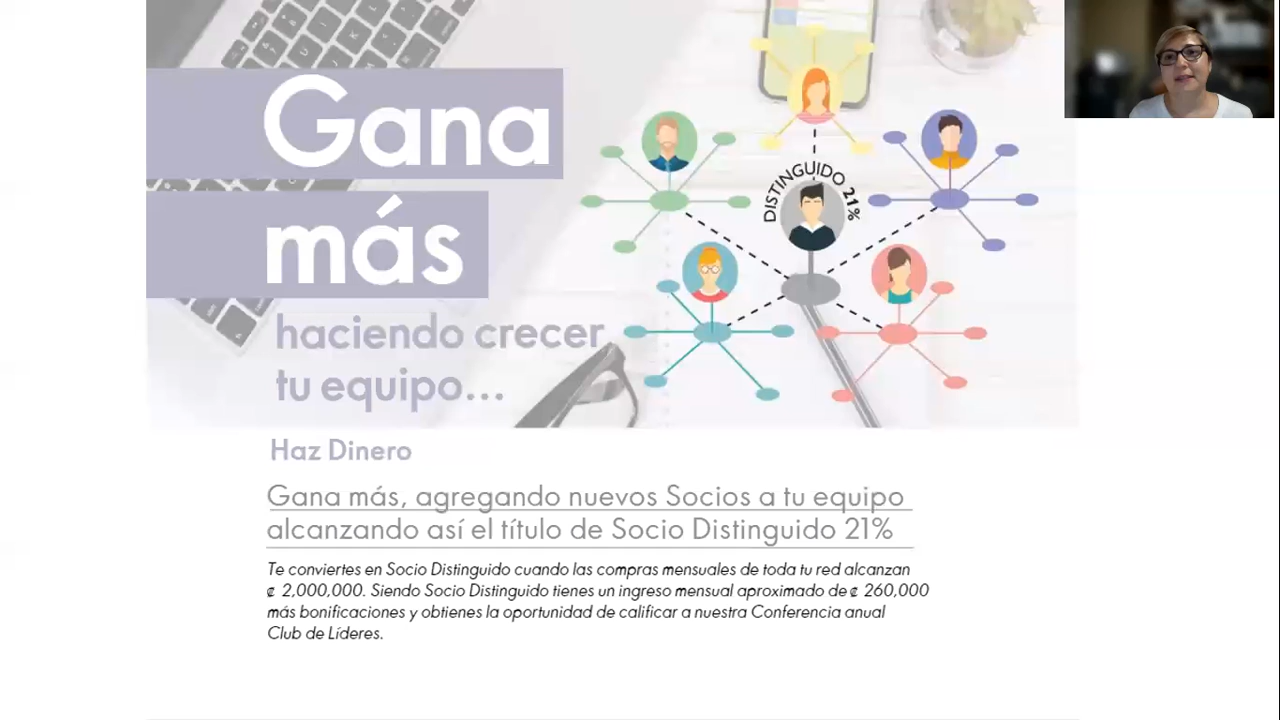 Gana
más
haciendo crecer
tu equipo...
DISTINGUIDO 21%
Haz Dinero
Gana más, agregando nuevos Socios a tu equipo
alcanzando así el título de Socio Distinguido 21%
Te conviertes en Socio Distinguido cuando las compras mensuales de toda tu red alcanzan
₡ 2,000,000. Siendo Socio Distinguido tienes un ingreso mensual aproximado de ₡ 260,000
más bonificaciones y obtienes la oportunidad de calificar a nuestra Conferencia anual
Club de Líderes.